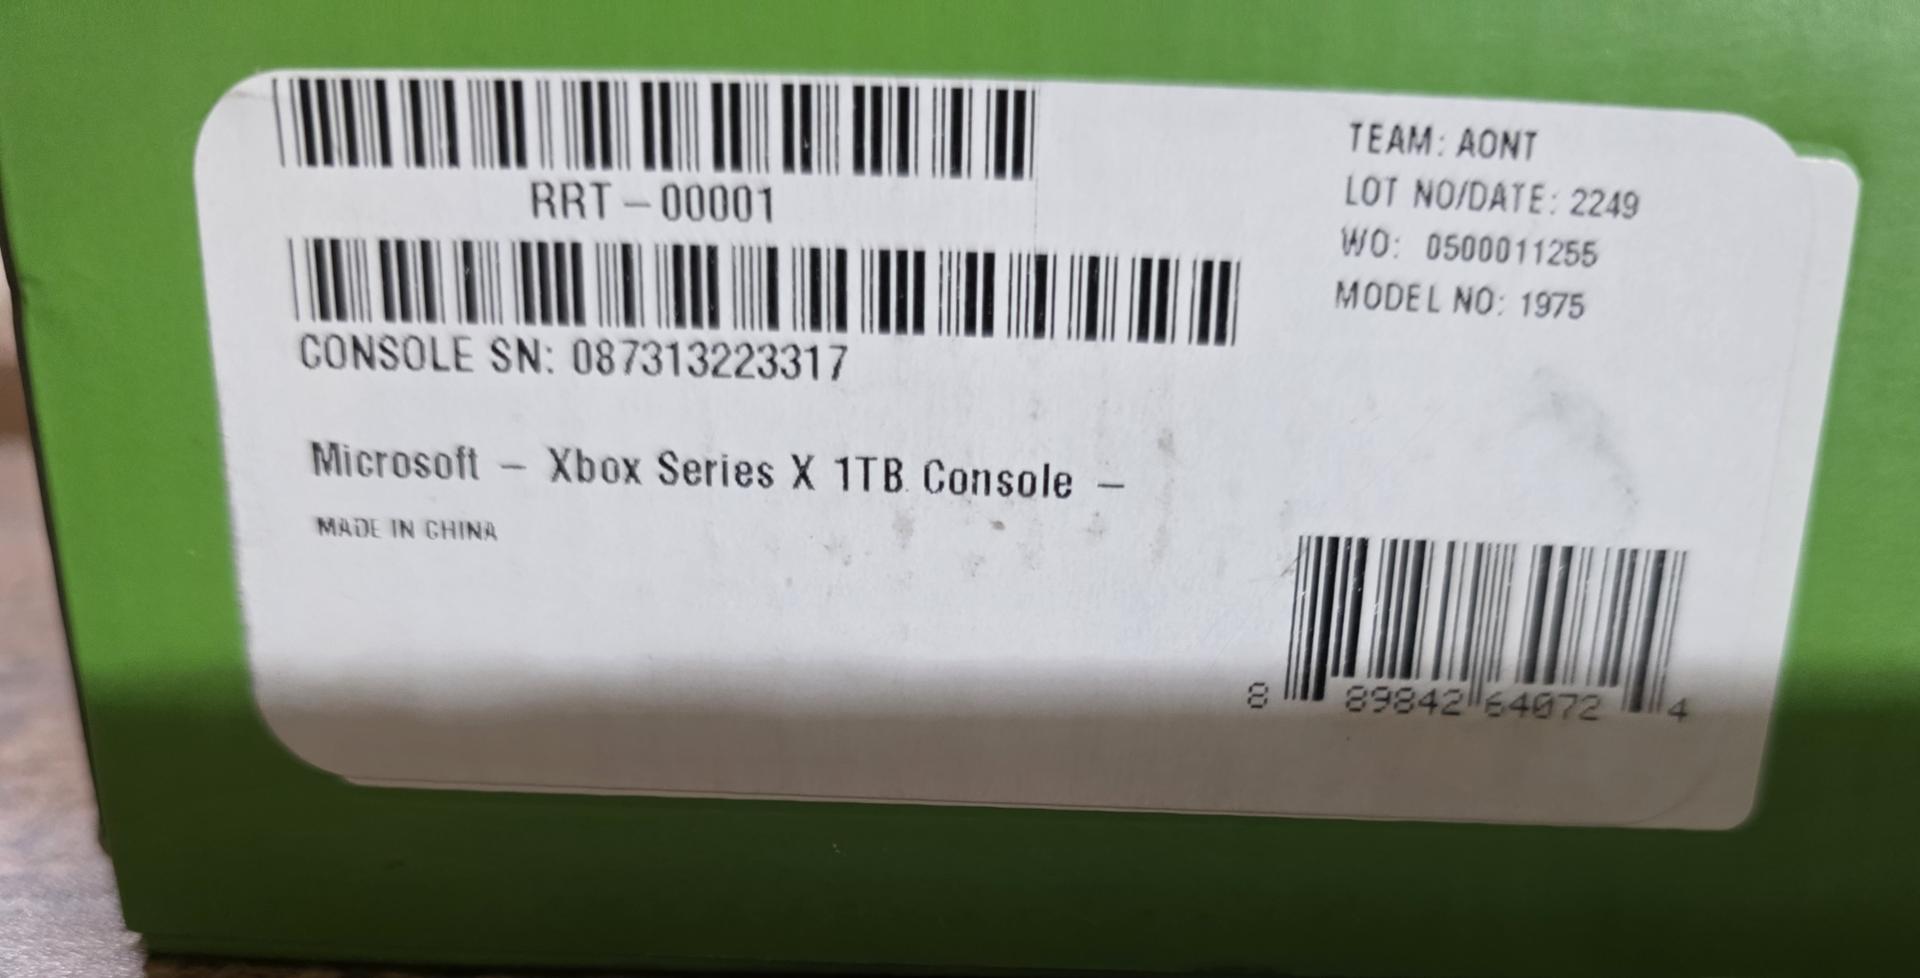 RRT-00001
CONSOLE SN: 087313223317
Microsoft - Xbox Series X 1TB Console -
MADE IN CHINA
TEAM: AONT
LOT NO/DATE: 2249
WO: 0500011255
MODEL NO: 1975
8 89842 64072 4